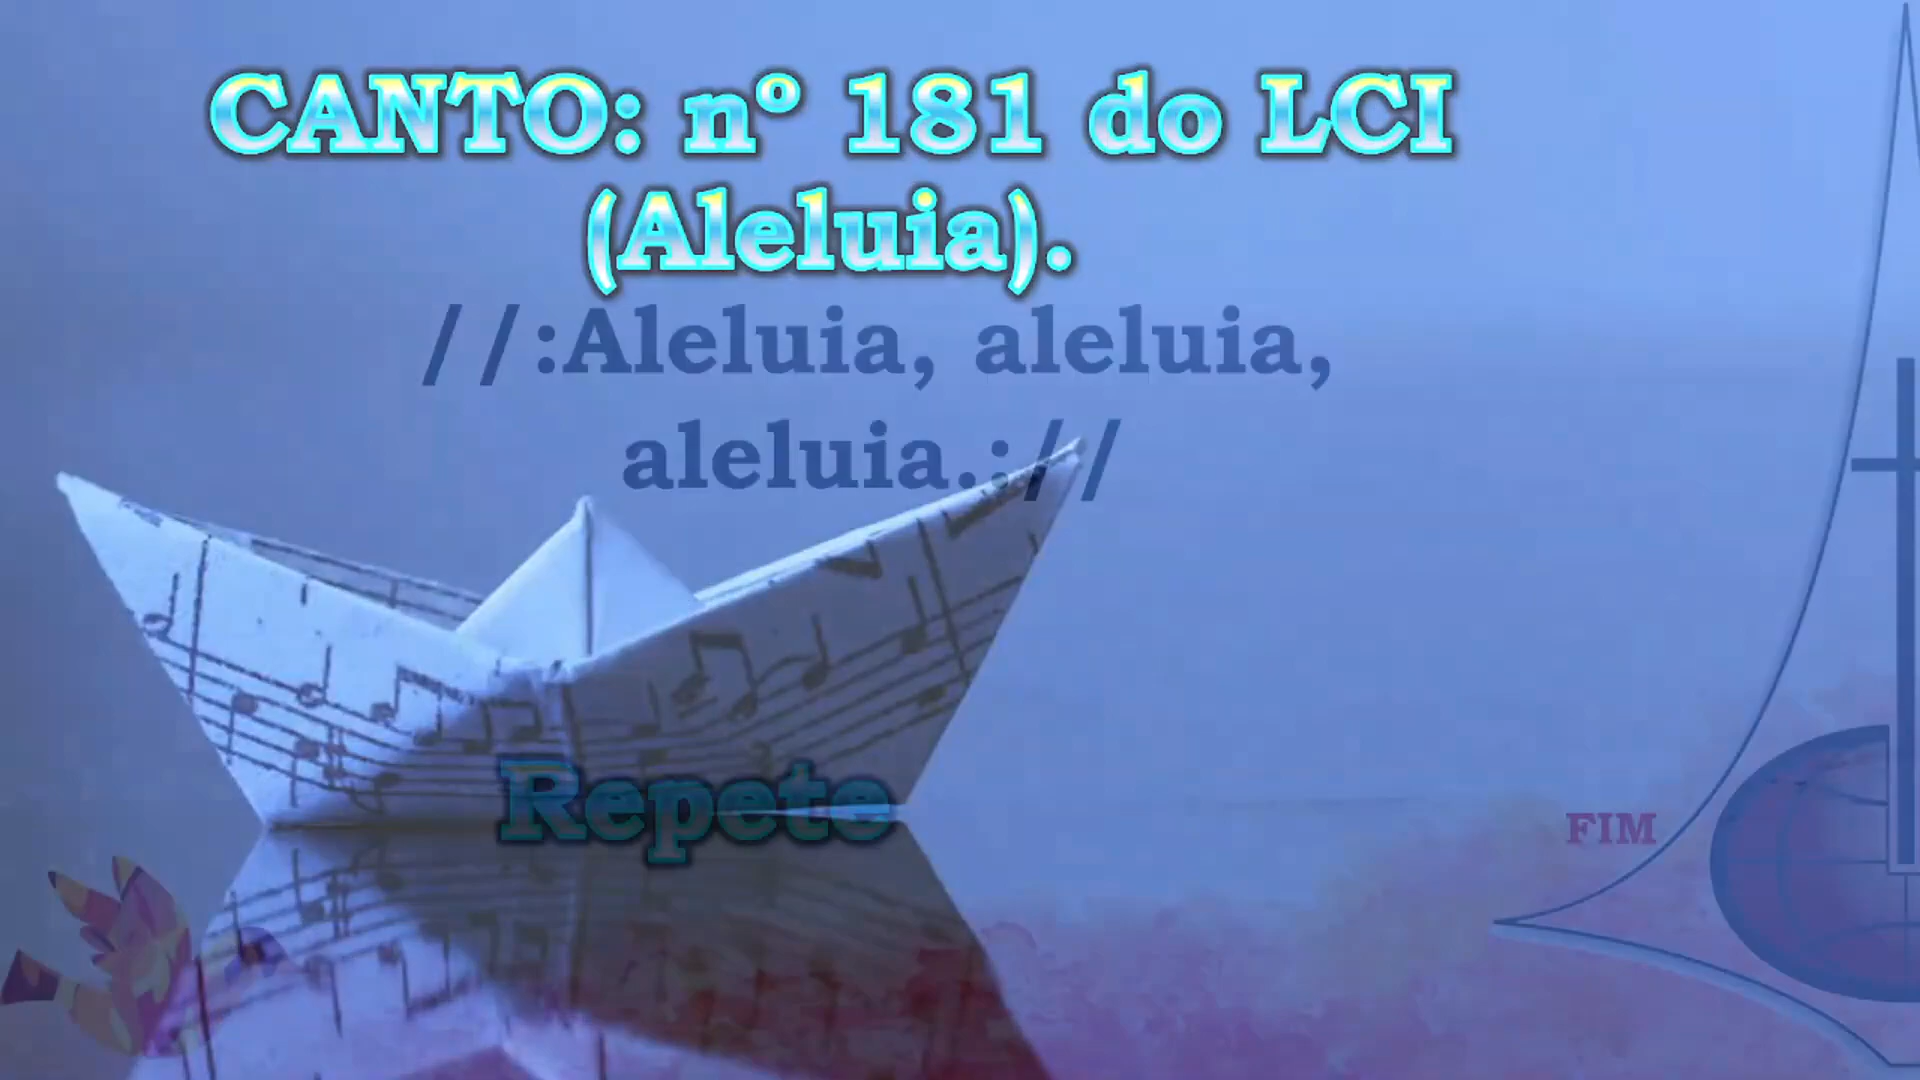 CANTO: nº 181 do LCI
(Aleluia).
//:Aleluia, aleluia,
aleluia.://
Repete
FIM